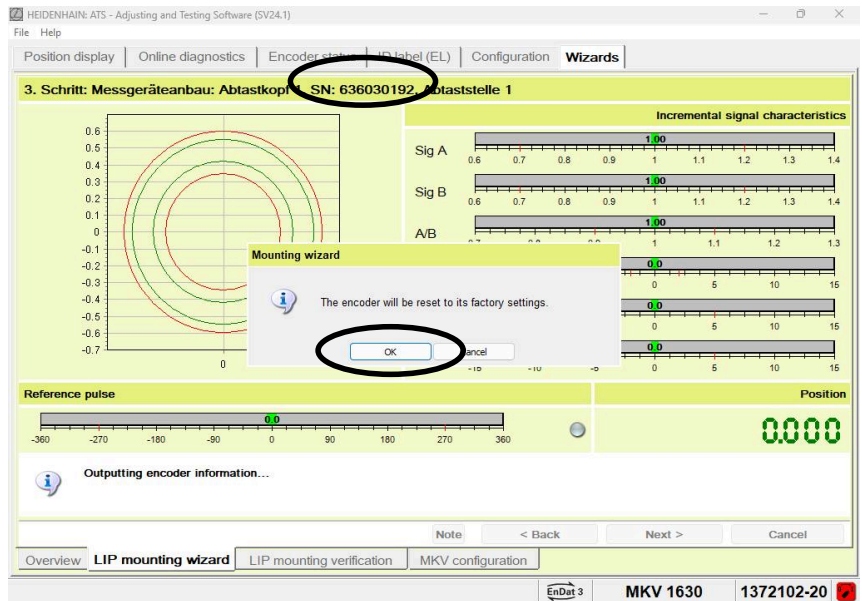 HEIDENHAIN: ATS - Adjusting and Testing Software (SV24.1)
File Help
Position display Online diagnostics Encoder status ID label (EL) Configuration Wizards
3. Schritt: Messgeräteanbau: Abtastkopf 1, SN: 636030192, Abtaststelle 1
Incremental signal characteristics
0.6
0.5
0.4
0.3
0.2
0.1
0
-0.1
-0.2
-0.3
-0.4
-0.5
-0.6
-0.7
0
Sig A
1.00
0.6 0.7 0.8 0.9 1 1.1 1.2 1.3 1.4
Sig B
1.00
0.6 0.7 0.8 0.9 1 1.1 1.2 1.3 1.4
A/B
1.00
1 1.1 1.2 1.3
0.0
0 5 10 15
0.0
0 5 10 15
0.0
-15 -10 -5 0 5 10 15
Mounting wizard
The encoder will be reset to its factory settings.
OK Cancel
Reference pulse
0.0
-360 -270 -180 -90 0 90 180 270 360
Position
0.000
Outputting encoder information...
Note < Back Next > Cancel
Overview LIP mounting wizard LIP mounting verification MKV configuration
EnDat 3 MKV 1630 1372102-20